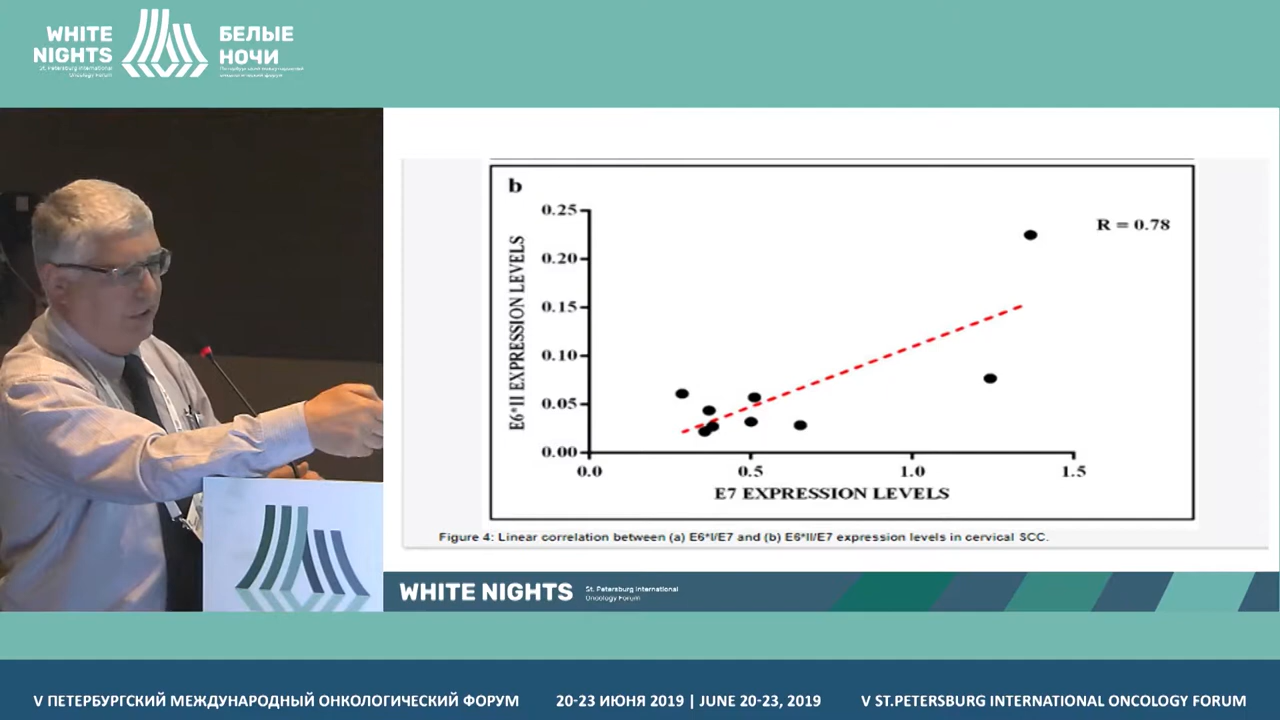 WHITE
NIGHTS
St. Petersburg International
Oncology Forum
БЕЛЫЕ
НОЧИ
Петербургский международный
онкологический форум
b
R = 0.78
0.25
0.20
0.15
0.10
0.05
0.00
E6*II EXPRESSION LEVELS
0.0 0.5 1.0 1.5
E7 EXPRESSION LEVELS
Figure 4: Linear correlation between (a) E6*I/E7 and (b) E6*II/E7 expression levels in cervical SCC.
WHITE NIGHTS
St. Petersburg International
Oncology Forum
V ПЕТЕРБУРГСКИЙ МЕЖДУНАРОДНЫЙ ОНКОЛОГИЧЕСКИЙ ФОРУМ 20-23 ИЮНЯ 2019 | JUNE 20-23, 2019 V ST.PETERSBURG INTERNATIONAL ONCOLOGY FORUM